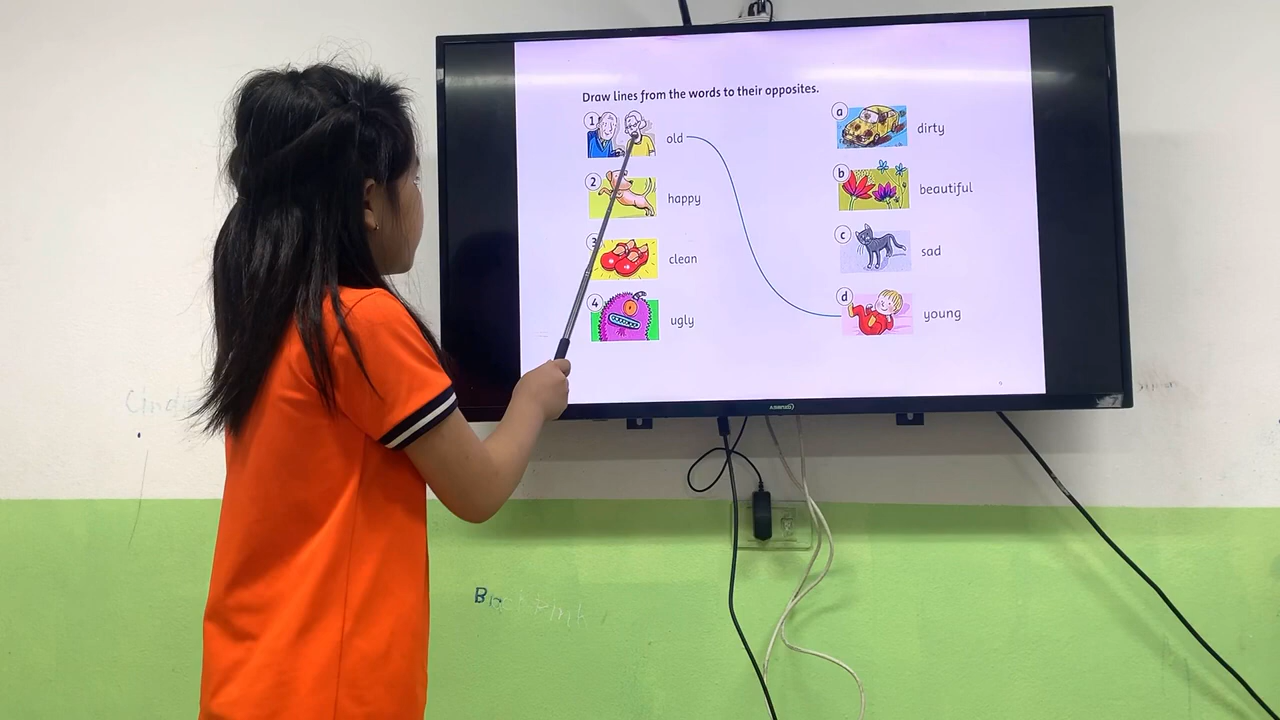 Draw lines from the words to their opposites.
1 old
2 happy
3 clean
4 ugly
a dirty
b beautiful
c sad
d young